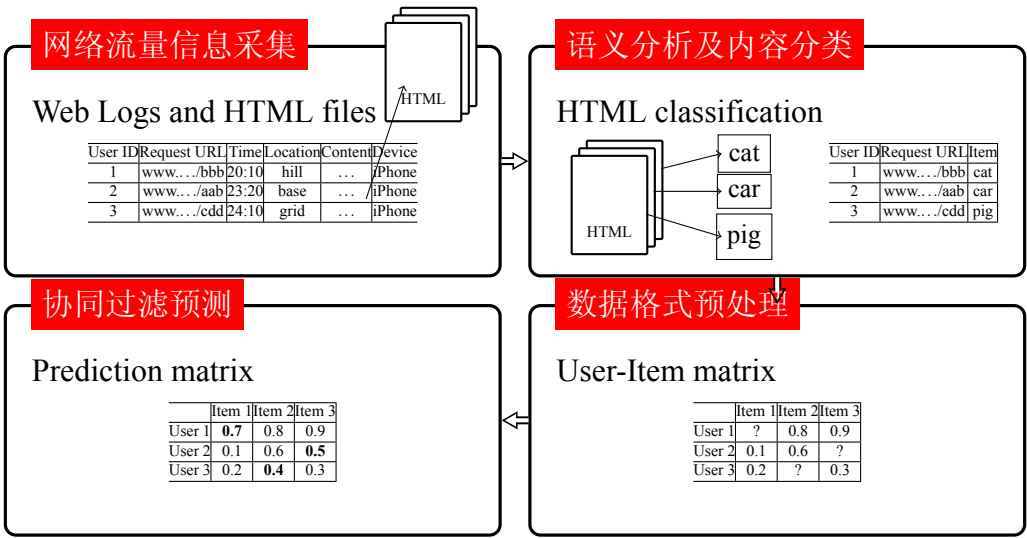 网络流量信息采集
Web Logs and HTML files
HTML
User ID Request URL Time Location Content Device
1 www.…/bbb 20:10 hill … iPhone
2 www.…/aab 23:20 base … iPhone
3 www.…/cdd 24:10 grid … iPhone
语义分析及内容分类
HTML classification
HTML
cat
car
pig
User ID Request URL Item
1 www.…/bbb cat
2 www.…/aab car
3 www.…/cdd pig
协同过滤预测
Prediction matrix
Item 1 Item 2 Item 3
User 1 0.7 0.8 0.9
User 2 0.1 0.6 0.5
User 3 0.2 0.4 0.3
数据格式预处理
User-Item matrix
Item 1 Item 2 Item 3
User 1 ? 0.8 0.9
User 2 0.1 0.6 ?
User 3 0.2 ? 0.3